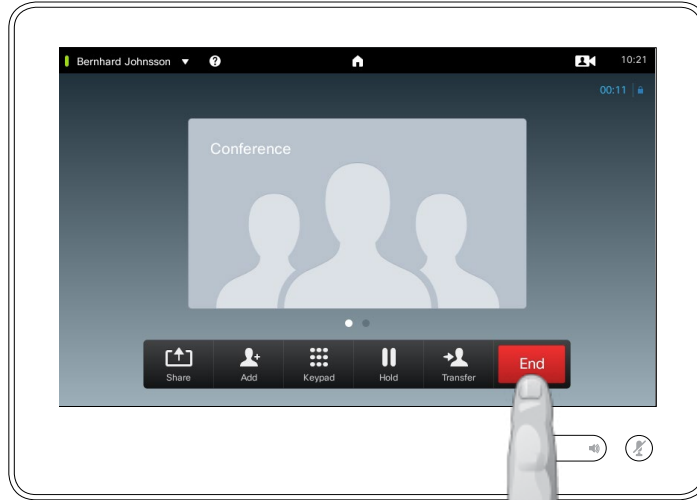 Bernhard Johnsson ▼ ? 10:21
00:11
Conference
Share Add Keypad Hold Transfer End